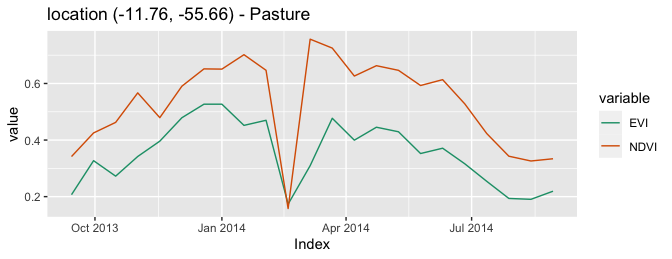 location (-11.76, -55.66) - Pasture
value
0.6
0.4
0.2
Oct 2013
Jan 2014
Apr 2014
Jul 2014
Index
variable
EVI
NDVI